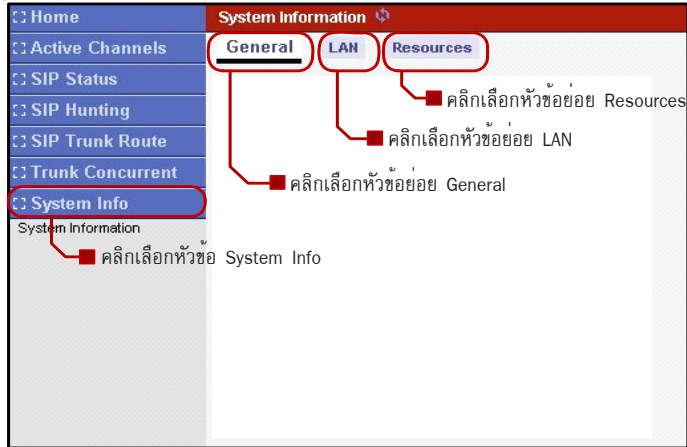 Home
System Information
Active Channels
General
LAN
Resources
SIP Status
คลิกเลือกหัวข้อย่อย Resources
SIP Hunting
คลิกเลือกหัวข้อย่อย LAN
SIP Trunk Route
Trunk Concurrent
คลิกเลือกหัวข้อย่อย General
System Info
System Information
คลิกเลือกหัวข้อ System Info